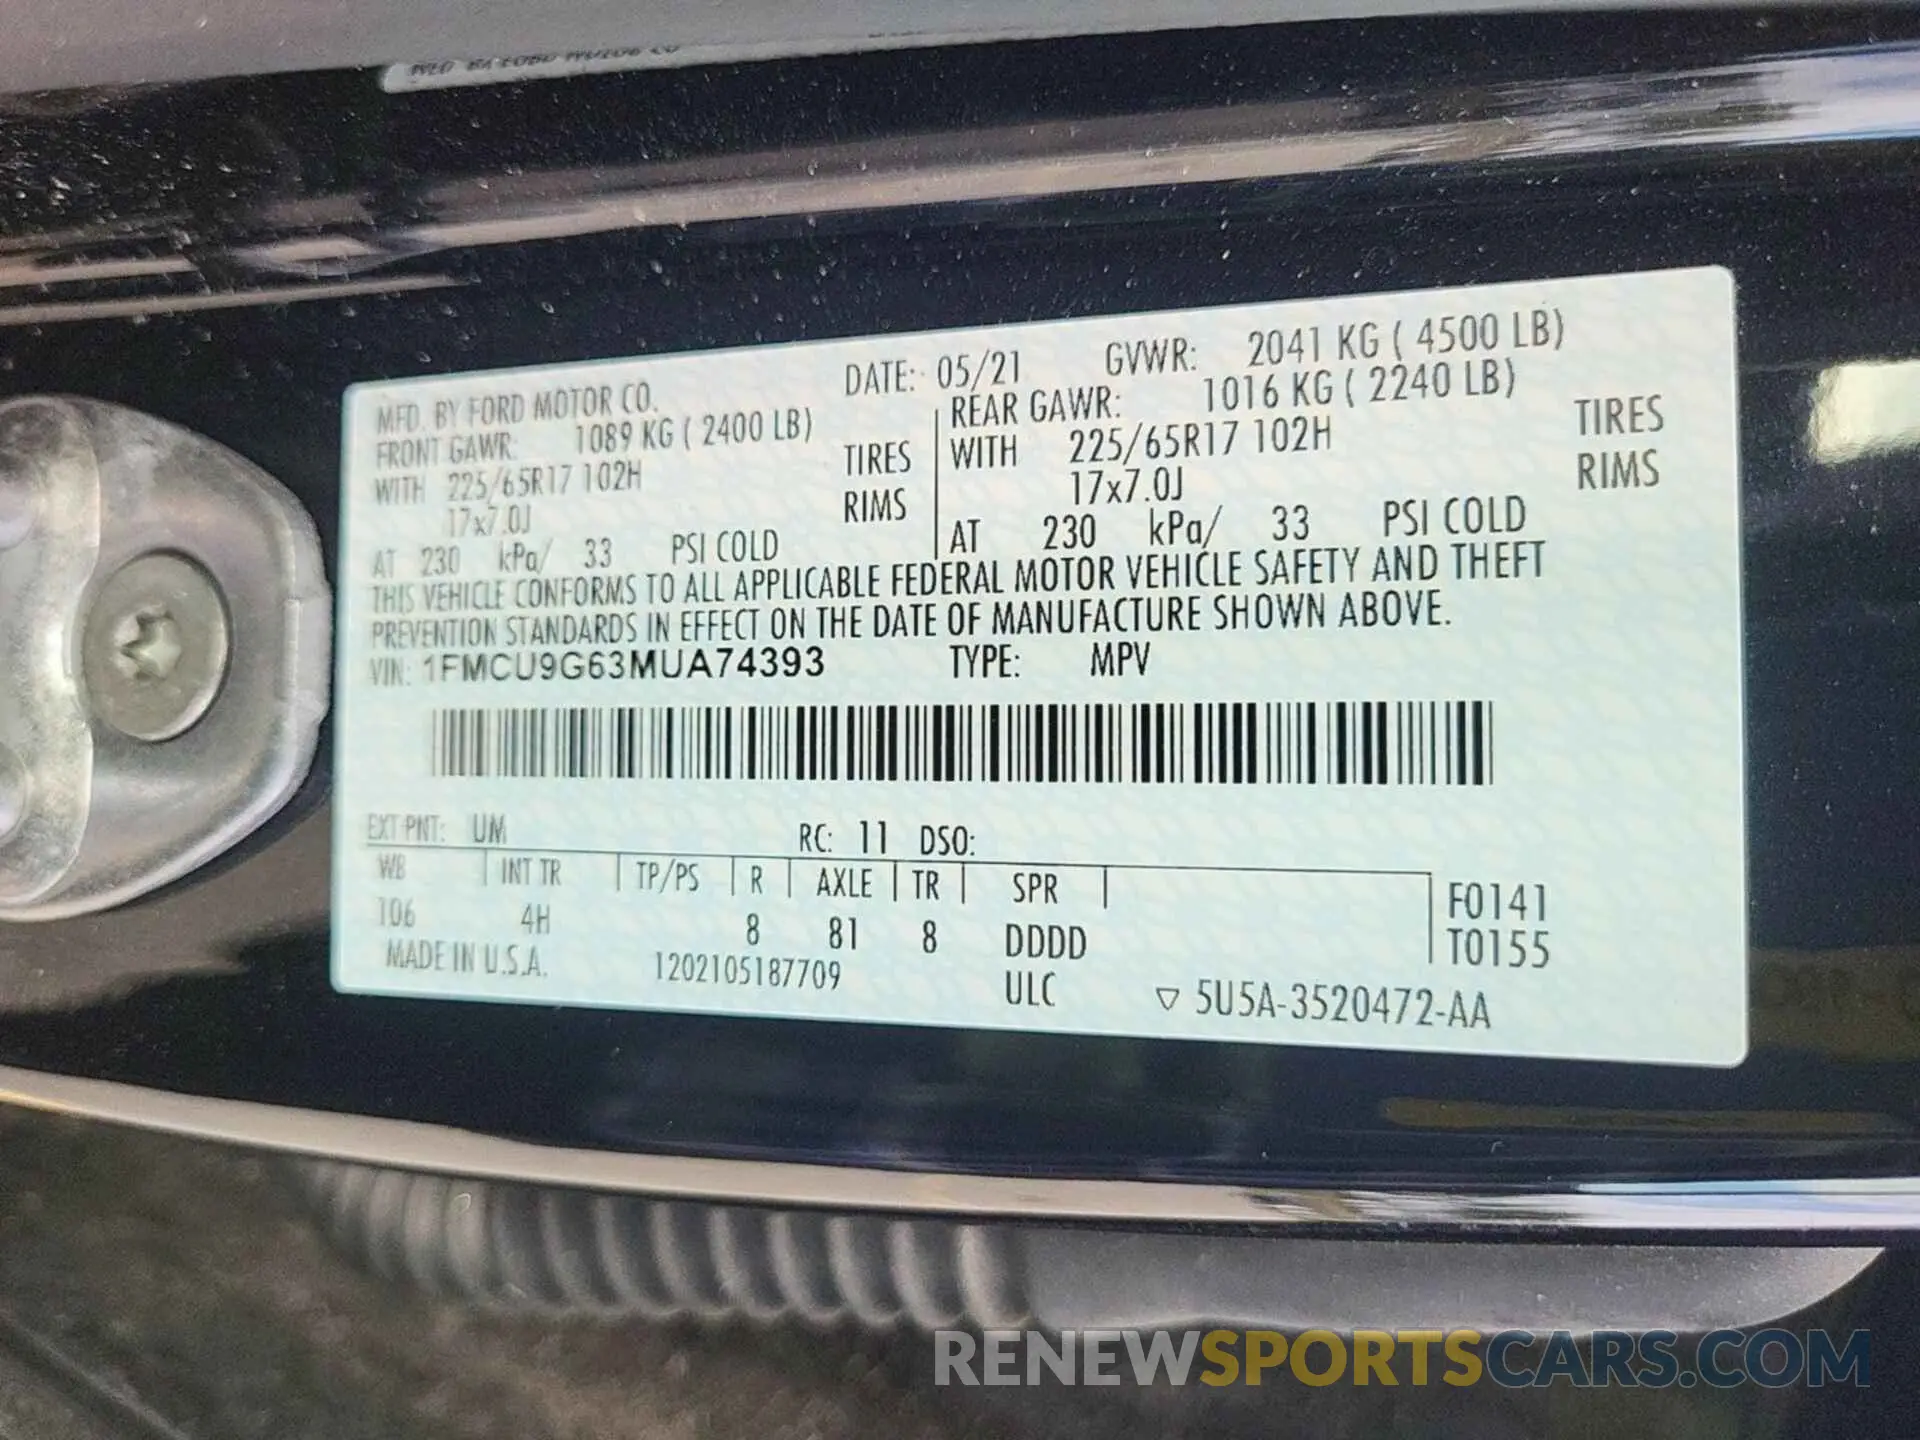 MFD. BY FORD MOTOR CO
MFD. BY FORD MOTOR CO. DATE: 05/21 GVWR: 2041 KG ( 4500 LB)
FRONT GAWR: 1089 KG ( 2400 LB) REAR GAWR: 1016 KG ( 2240 LB)
WITH 225/65R17 102H TIRES WITH 225/65R17 102H TIRES
17x7.0J RIMS 17x7.0J RIMS
AT 230 kPa/ 33 PSI COLD AT 230 kPa/ 33 PSI COLD
THIS VEHICLE CONFORMS TO ALL APPLICABLE FEDERAL MOTOR VEHICLE SAFETY AND THEFT
PREVENTION STANDARDS IN EFFECT ON THE DATE OF MANUFACTURE SHOWN ABOVE.
VIN: 1FMCU9G63MUA74393 TYPE: MPV
EXT PNT: UM RC: 11 DSO:
WB INT TR TP/PS R AXLE TR SPR F0141
106 4H 8 81 8 DDDD T0155
MADE IN U.S.A. 1202105187709 ULC ▽ 5U5A-3520472-AA
RENEWSPORTSCARS.COM